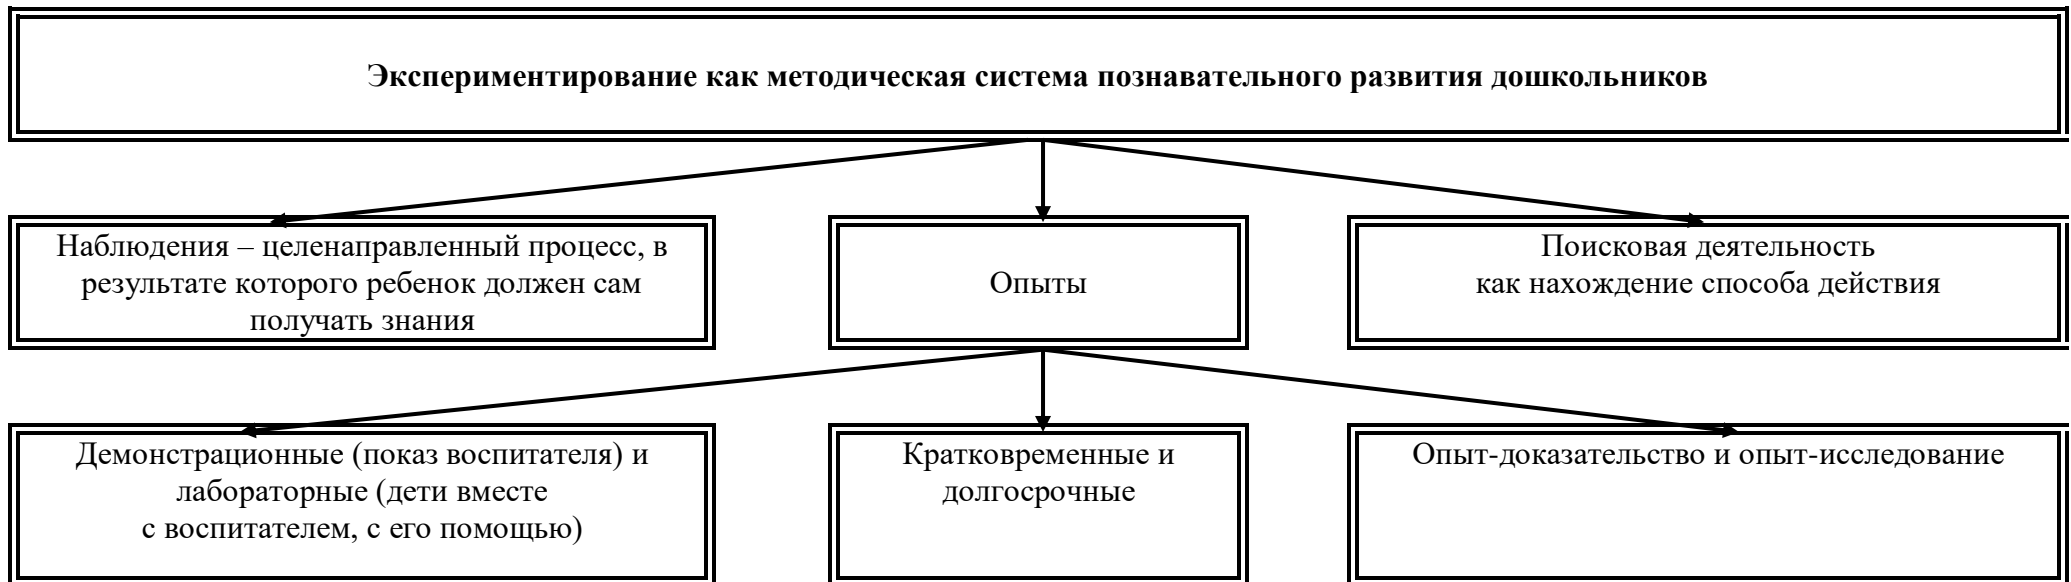 Экспериментирование как методическая система познавательного развития дошкольников
Наблюдения – целенаправленный процесс, в
результате которого ребенок должен сам
получать знания
Опыты
Поисковая деятельность
как нахождение способа действия
Демонстрационные (показ воспитателя) и
лабораторные (дети вместе
с воспитателем, с его помощью)
Кратковременные и
долгосрочные
Опыт-доказательство и опыт-исследование